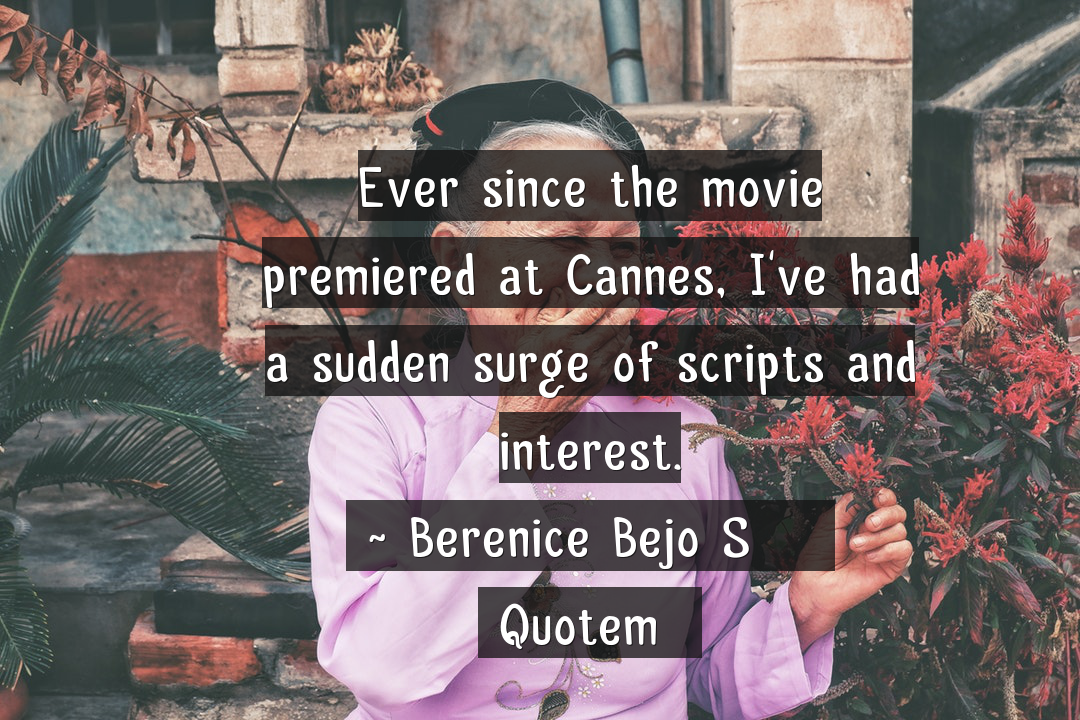 Ever since the movie
premiered at Cannes, I've had
a sudden surge of scripts and
interest.
~ Berenice Bejo S
Quotem